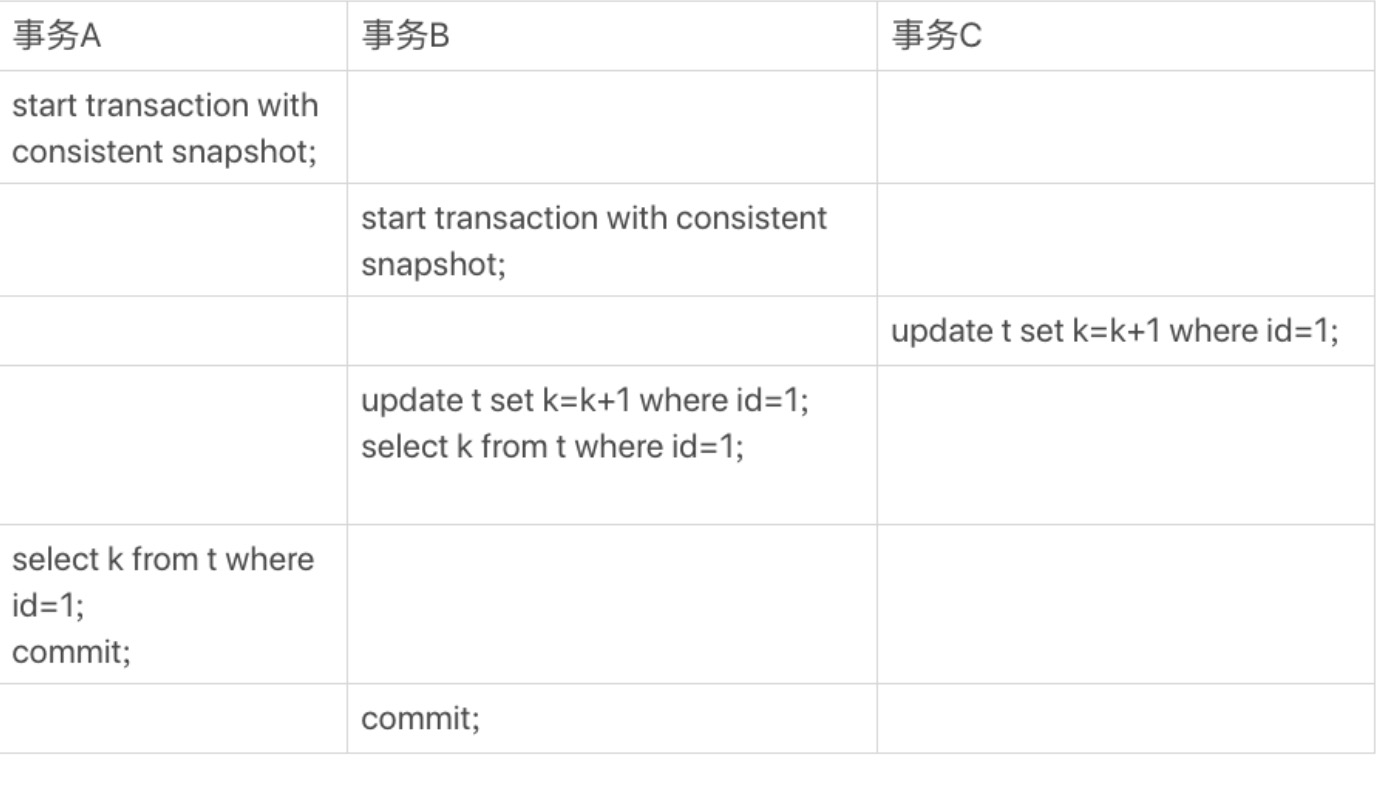 事务A
事务B
事务C
start transaction with
consistent snapshot;
start transaction with consistent
snapshot;
update t set k=k+1 where id=1;
update t set k=k+1 where id=1;
select k from t where id=1;
select k from t where
id=1;
commit;
commit;